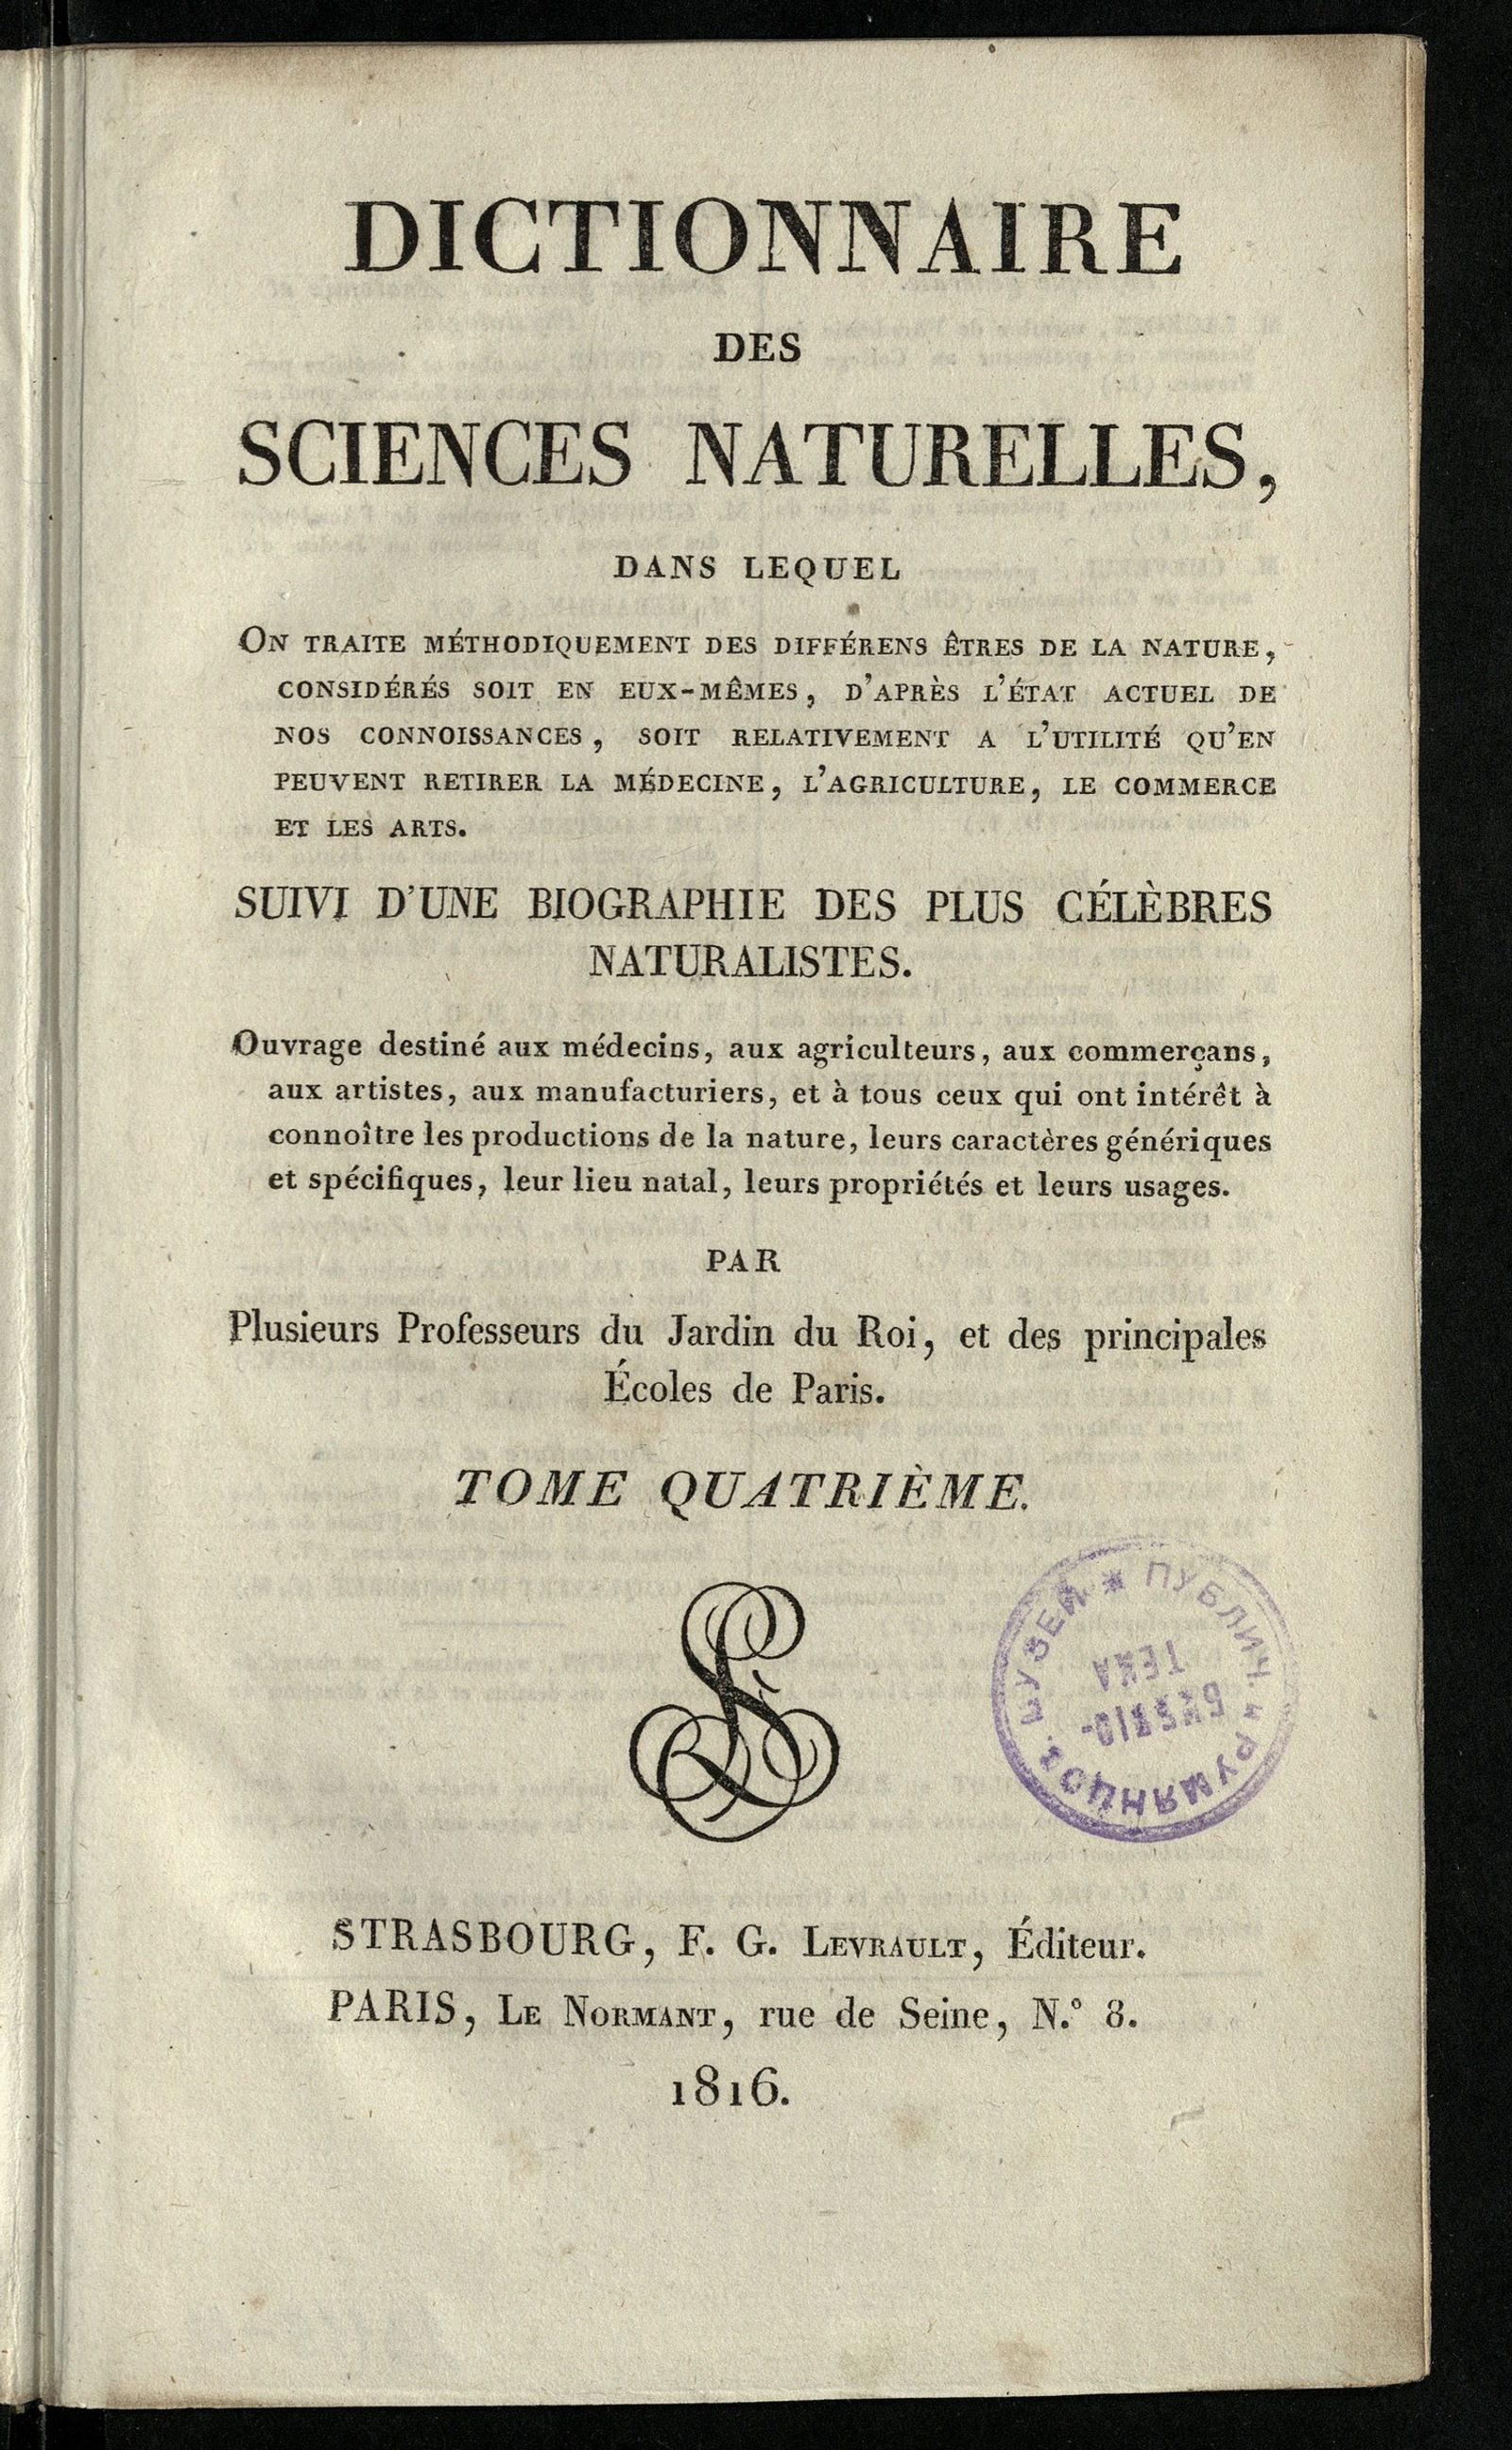 DICTIONNAIRE
DES
SCIENCES NATURELLES,
DANS LEQUEL
ON TRAITE MÉTHODIQUEMENT DES DIFFÉRENS ÊTRES DE LA NATURE,
CONSIDÉRÉS SOIT EN EUX-MÊMES, D'APRÈS L'ÉTAT ACTUEL DE
NOS CONNOISSANCES, SOIT RELATIVEMENT A L'UTILITÉ QU'EN
PEUVENT RETIRER LA MÉDECINE, L'AGRICULTURE, LE COMMERCE
ET LES ARTS.
SUIVI D'UNE BIOGRAPHIE DES PLUS CÉLÈBRES
NATURALISTES.
Ouvrage destiné aux médecins, aux agriculteurs, aux commerçans,
aux artistes, aux manufacturiers, et à tous ceux qui ont intérêt à
connoître les productions de la nature, leurs caractères génériques
et spécifiques, leur lieu natal, leurs propriétés et leurs usages.
PAR
Plusieurs Professeurs du Jardin du Roi, et des principales
Écoles de Paris.
TOME QUATRIÈME.
ПУБЛИЧ. И РУМЯНЦОВ. МУЗЕЙ
БИБЛІО-
ТЕКА
STRASBOURG, F. G. LEVRAULT, Éditeur.
PARIS, LE NORMANT, rue de Seine, N.° 8.
1816.